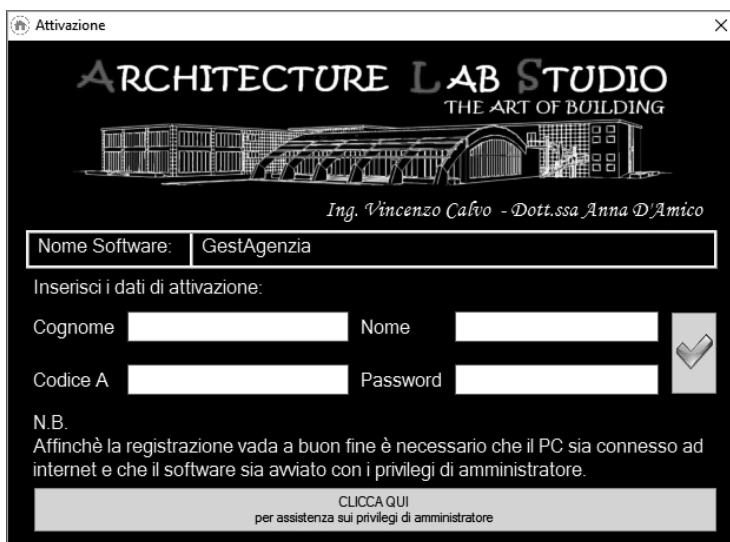 Attivazione
ARCHITECTURE LAB STUDIO
THE ART OF BUILDING
Ing. Vincenzo Calvo - Dott.ssa Anna D'Amico
Nome Software: GestAgenzia
Inserisci i dati di attivazione:
Cognome Nome
Codice A Password
N.B.
Affinchè la registrazione vada a buon fine è necessario che il PC sia connesso ad
internet e che il software sia avviato con i privilegi di amministratore.
CLICCA QUI
per assistenza sui privilegi di amministratore